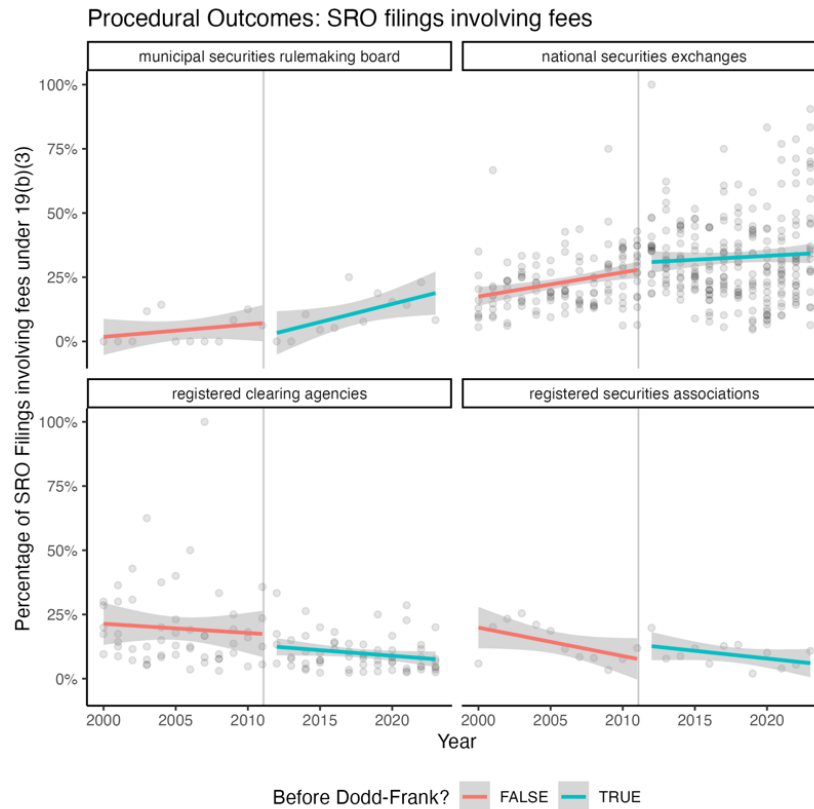 Procedural Outcomes: SRO filings involving fees
municipal securities rulemaking board
national securities exchanges
100%
75%
50%
25%
0%
registered clearing agencies
registered securities associations
100%
75%
50%
25%
0%
Percentage of SRO Filings involving fees under 19(b)(3)
2000 2005 2010 2015 2020
2000 2005 2010 2015 2020
Year
Before Dodd-Frank? FALSE TRUE